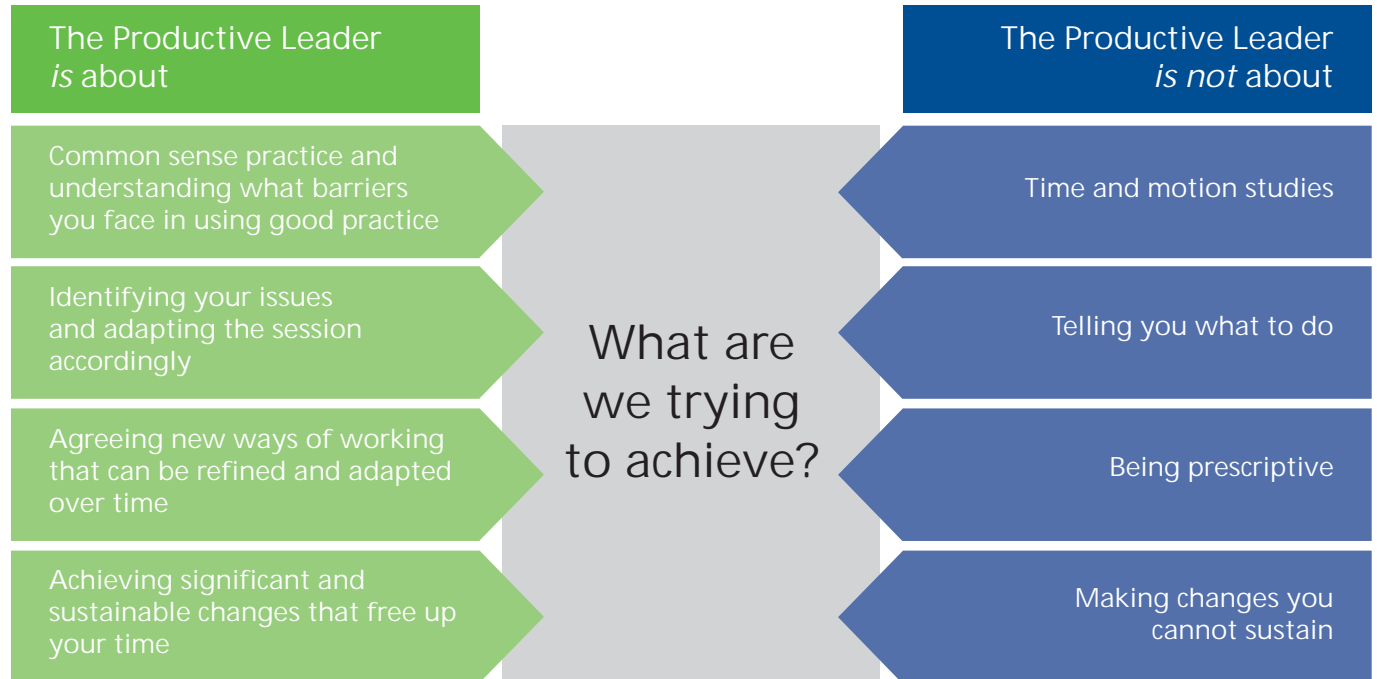 The Productive Leader
is about
Common sense practice and
understanding what barriers
you face in using good practice
Identifying your issues
and adapting the session
accordingly
Agreeing new ways of working
that can be refined and adapted
over time
Achieving significant and
sustainable changes that free up
your time
What are
we trying
to achieve?
The Productive Leader
is not about
Time and motion studies
Telling you what to do
Being prescriptive
Making changes you
cannot sustain